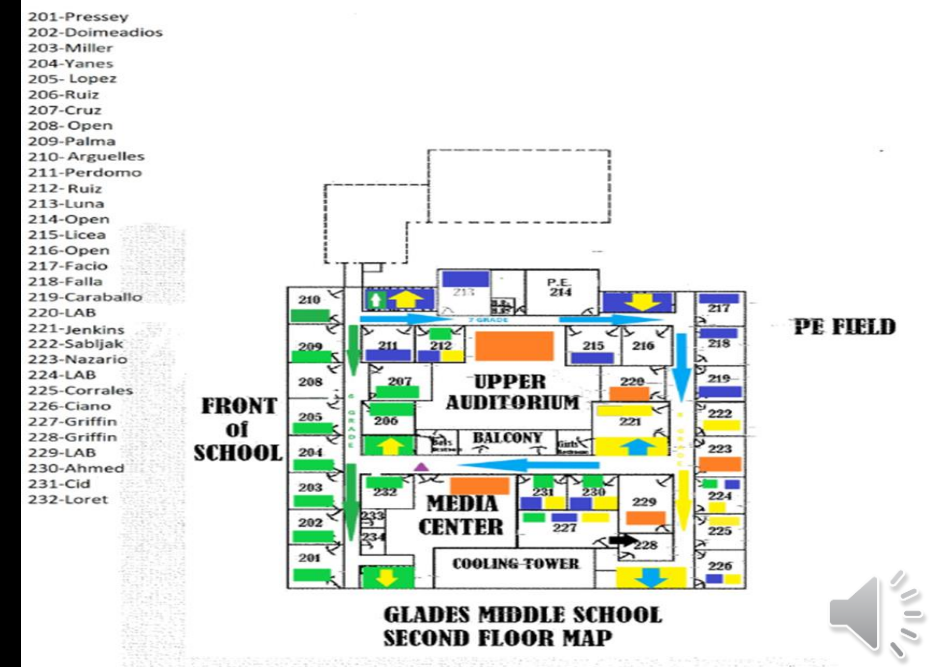 201-Pressey
202-Doimeadios
203-Miller
204-Yanes
205- Lopez
206-Ruiz
207-Cruz
208-Open
209-Palma
210-Arguelles
211-Perdomo
212-Ruiz
213-Luna
214-Open
215-Licea
216-Open
217-Facio
218-Falla
219-Caraballo
220-LAB
221-Jenkins
222-Sabljak
223-Nazario
224-LAB
225-Corrales
226-Ciano
227-Griffin
228-Griffin
229-LAB
230-Ahmed
231-Cid
232-Loret
P.E.
213
214
210
217
7 GRADE
PE FIELD
209
211
212
215
216
218
208
207
UPPER
AUDITORIUM
220
219
FRONT
of
SCHOOL
205
206
221
222
GRADE
204
BALCONY
223
203
232
231
230
229
224
MEDIA
CENTER
202
233
227
225
234
228
201
COOLING TOWER
226
GLADES MIDDLE SCHOOL
SECOND FLOOR MAP